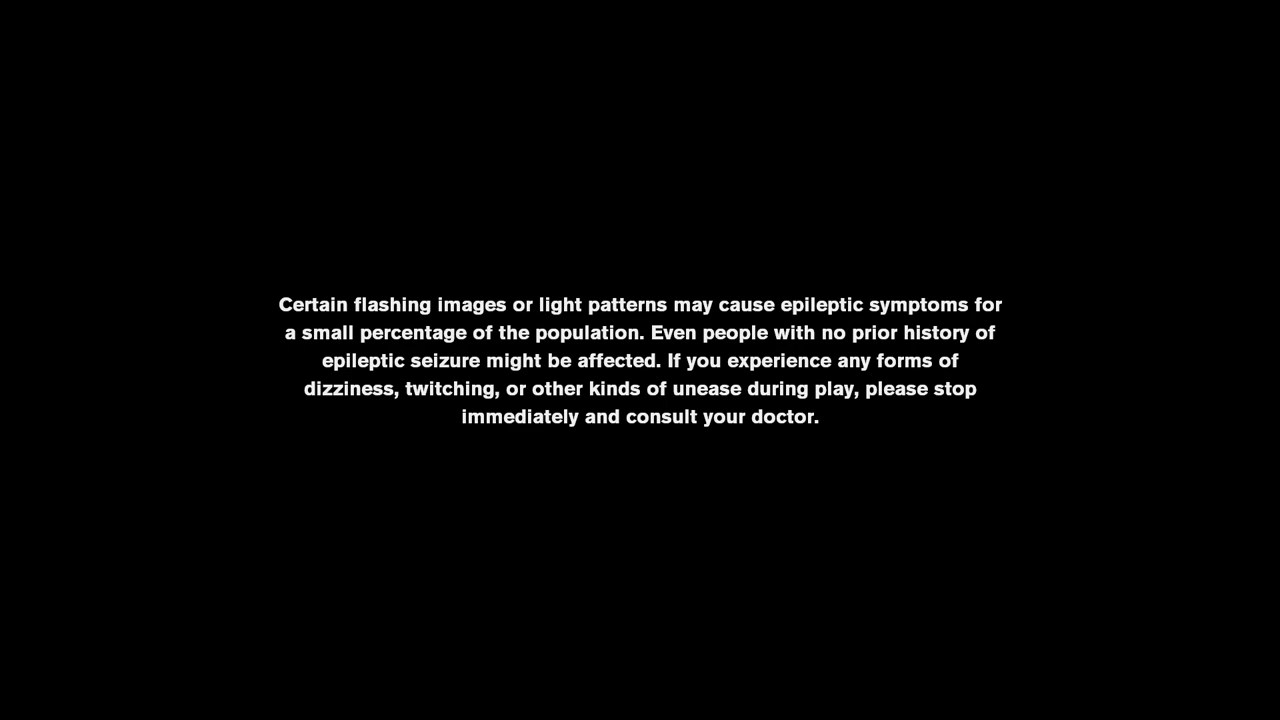 Certain flashing images or light patterns may cause epileptic symptoms for
a small percentage of the population. Even people with no prior history of
epileptic seizure might be affected. If you experience any forms of
dizziness, twitching, or other kinds of unease during play, please stop
immediately and consult your doctor.